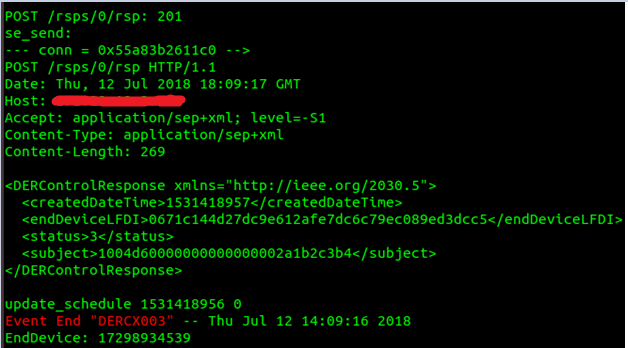 POST /rsps/0/rsp: 201
se_send:
--- conn = 0x55a83b2611c0 -->
POST /rsps/0/rsp HTTP/1.1
Date: Thu, 12 Jul 2018 18:09:17 GMT
Host:
Accept: application/sep+xml; level=-S1
Content-Type: application/sep+xml
Content-Length: 269
<DERControlResponse xmlns="http://ieee.org/2030.5">
<createdDateTime>1531418957</createdDateTime>
<endDeviceLFDI>0671c144d27dc9e612afe7dc6c79ec089ed3dcc5</endDeviceLFDI>
<status>3</status>
<subject>1004d60000000000000002a1b2c3b4</subject>
</DERControlResponse>
update_schedule 1531418956 0
Event End "DERCX003" -- Thu Jul 12 14:09:16 2018
EndDevice: 17298934539